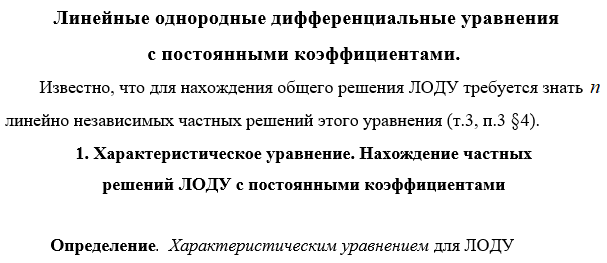 Линейные однородные дифференциальные уравнения
с постоянными коэффициентами.
Известно, что для нахождения общего решения ЛОДУ требуется знать n
линейно независимых частных решений этого уравнения (т.3, п.3 §4).
1. Характеристическое уравнение. Нахождение частных
решений ЛОДУ с постоянными коэффициентами
Определение. Характеристическим уравнением для ЛОДУ